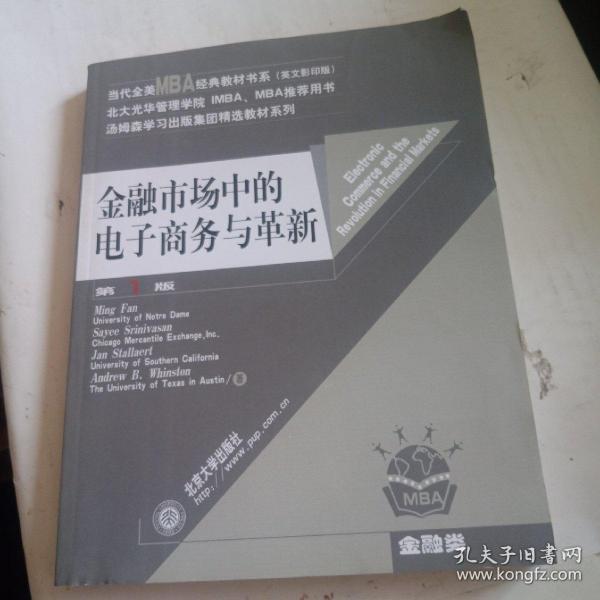 当代全美MBA经典教材书系（英文影印版）
北大光华管理学院 IMBA、MBA推荐用书
汤姆森学习出版集团精选教材系列
金融市场中的
电子商务与革新
Electronic
Commerce and the
Revolution in Financial Markets
第1版
Ming Fan
University of Notre Dame
Sayee Srinivasan
Chicago Mercantile Exchange,Inc.
Jan Stallaert
University of Southern California
Andrew B. Whinston
The University of Texas in Austin/著
北京大学出版社
http://www.pup.com.cn
MBA
金融类
孔夫子旧书网
www.kongfz.com